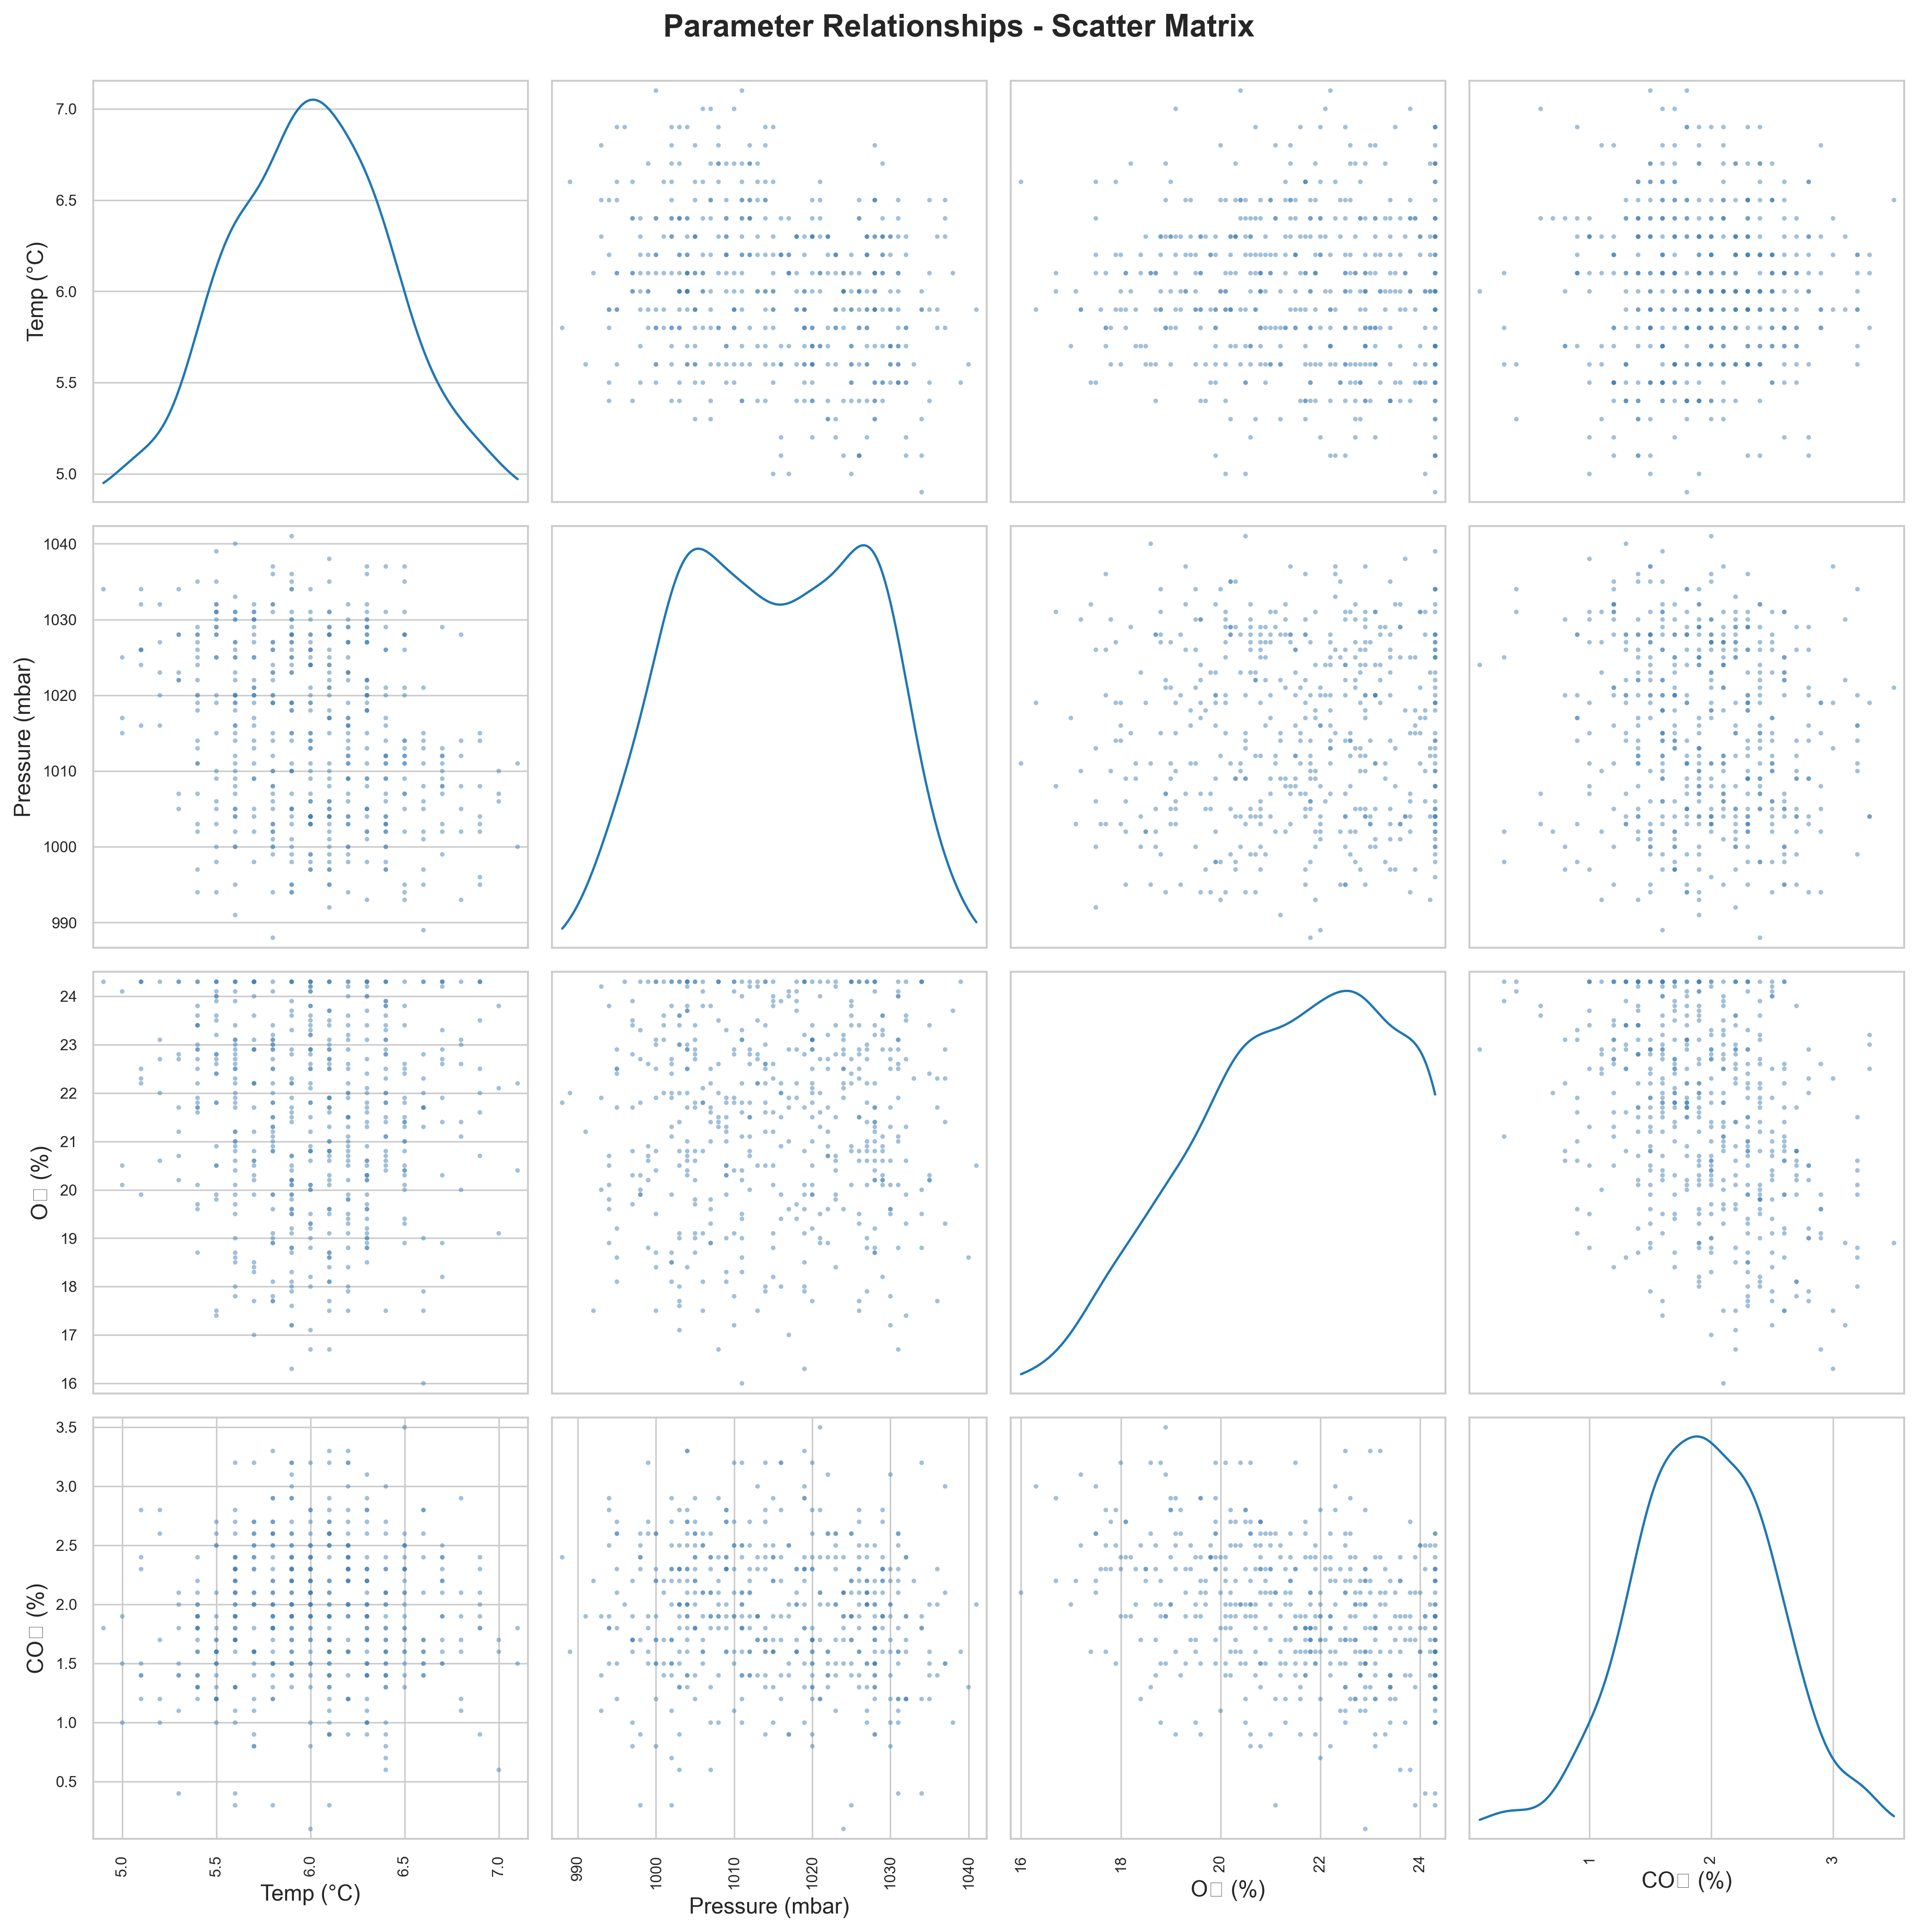 Parameter Relationships - Scatter Matrix
7.0
6.5
6.0
5.5
5.0
Temp (°C)
1040
1030
1020
1010
1000
990
Pressure (mbar)
24
23
22
21
20
19
18
17
16
O□ (%)
3.5
3.0
2.5
2.0
1.5
1.0
0.5
CO□ (%)
5.0 5.5 6.0 6.5 7.0
Temp (°C)
990 1000 1010 1020 1030 1040
Pressure (mbar)
16 18 20 22 24
O□ (%)
1 2 3
CO□ (%)